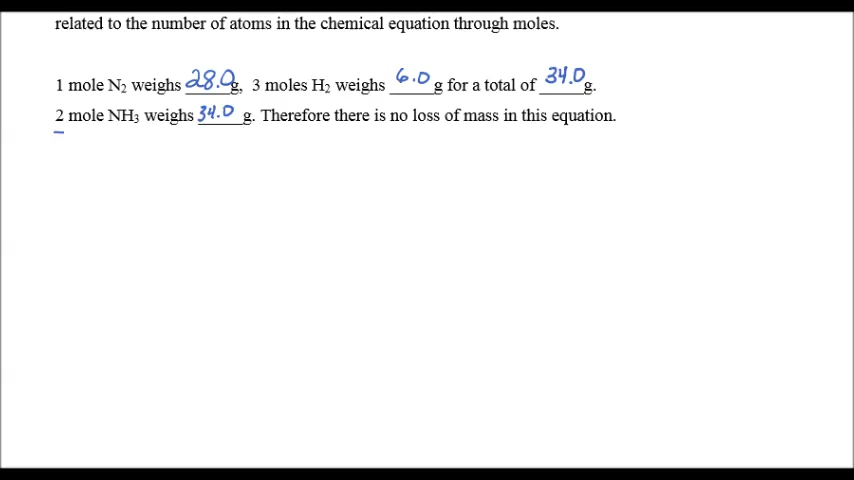 related to the number of atoms in the chemical equation through moles.
1 mole N₂ weighs 28.0g, 3 moles H₂ weighs 6.0 g for a total of 34.0g.
2 mole NH₃ weighs 34.0 g. Therefore there is no loss of mass in this equation.